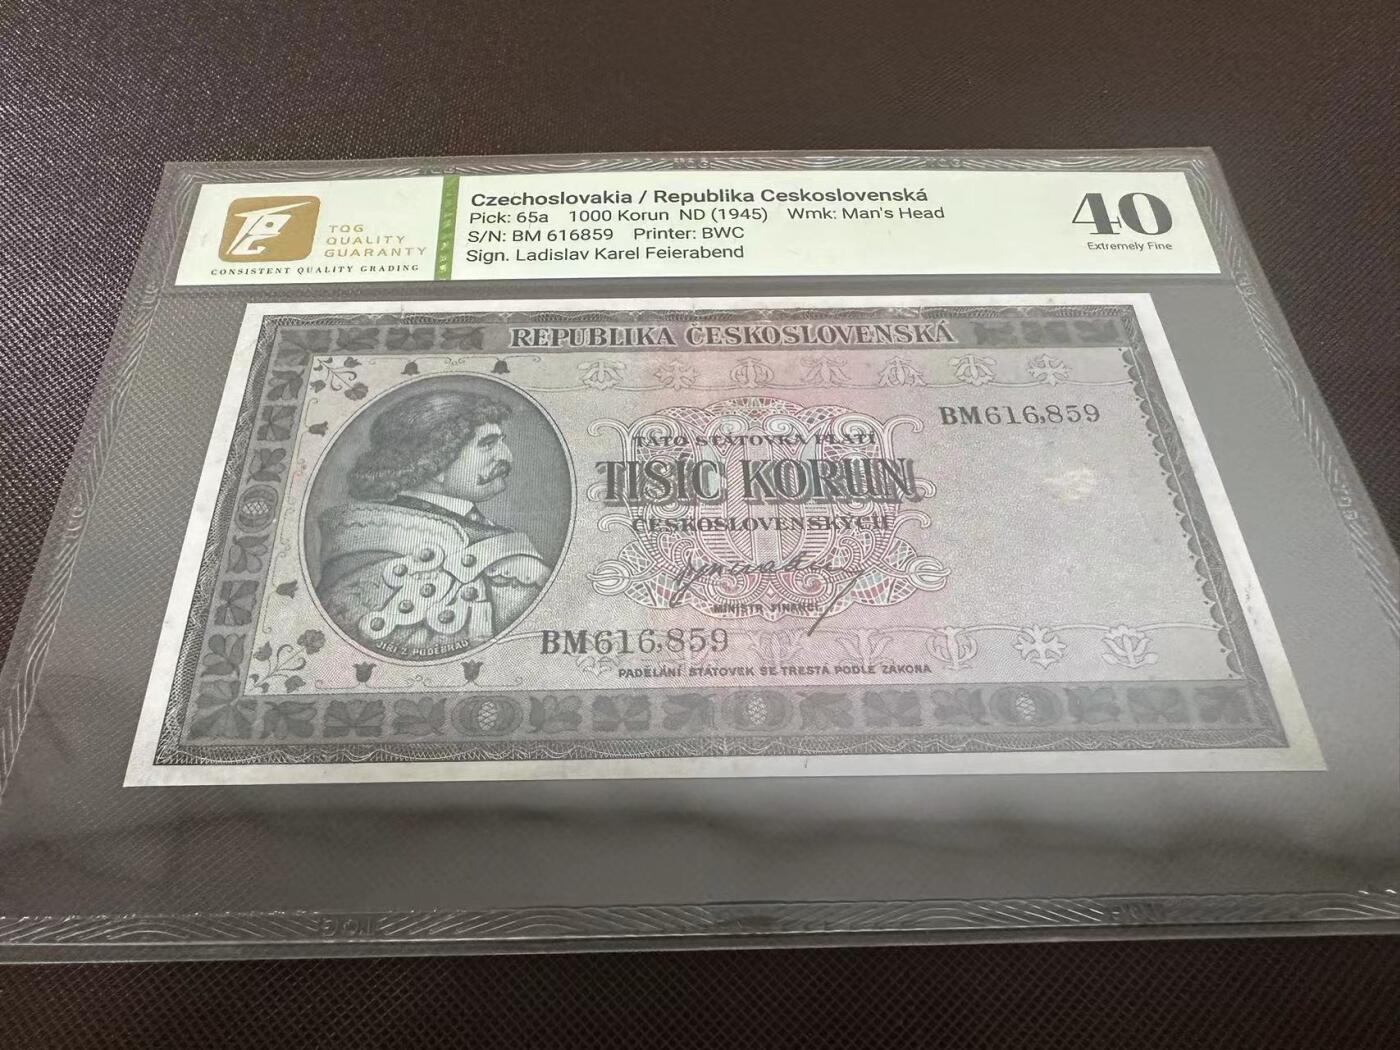 TQG
QUALITY
GUARANTY
CONSISTENT QUALITY GRADING
Czechoslovakia / Republika Ceskoslovenská
Pick: 65a 1000 Korun ND (1945) Wmk: Man's Head
S/N: BM 616859 Printer: BWC
Sign. Ladislav Karel Feierabend
40
Extremely Fine
REPUBLIKA ČESKOSLOVENSKÁ
BM616,859
TATO STÁTOVKA PLATÍ
TISÍC KORUN
ČESKOSLOVENSKÝCH
MINISTR FINANCÍ
JIŘÍ Z PODĚBRAD
BM616,859
PADĚLÁNÍ STÁTOVEK SE TRESTÁ PODLE ZÁKONA